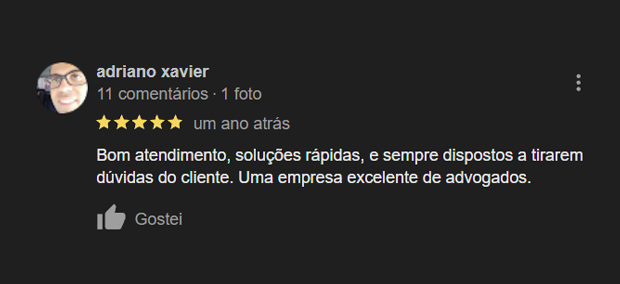 adriano xavier
11 comentários · 1 foto
um ano atrás
Bom atendimento, soluções rápidas, e sempre dispostos a tirarem
dúvidas do cliente. Uma empresa excelente de advogados.
Gostei